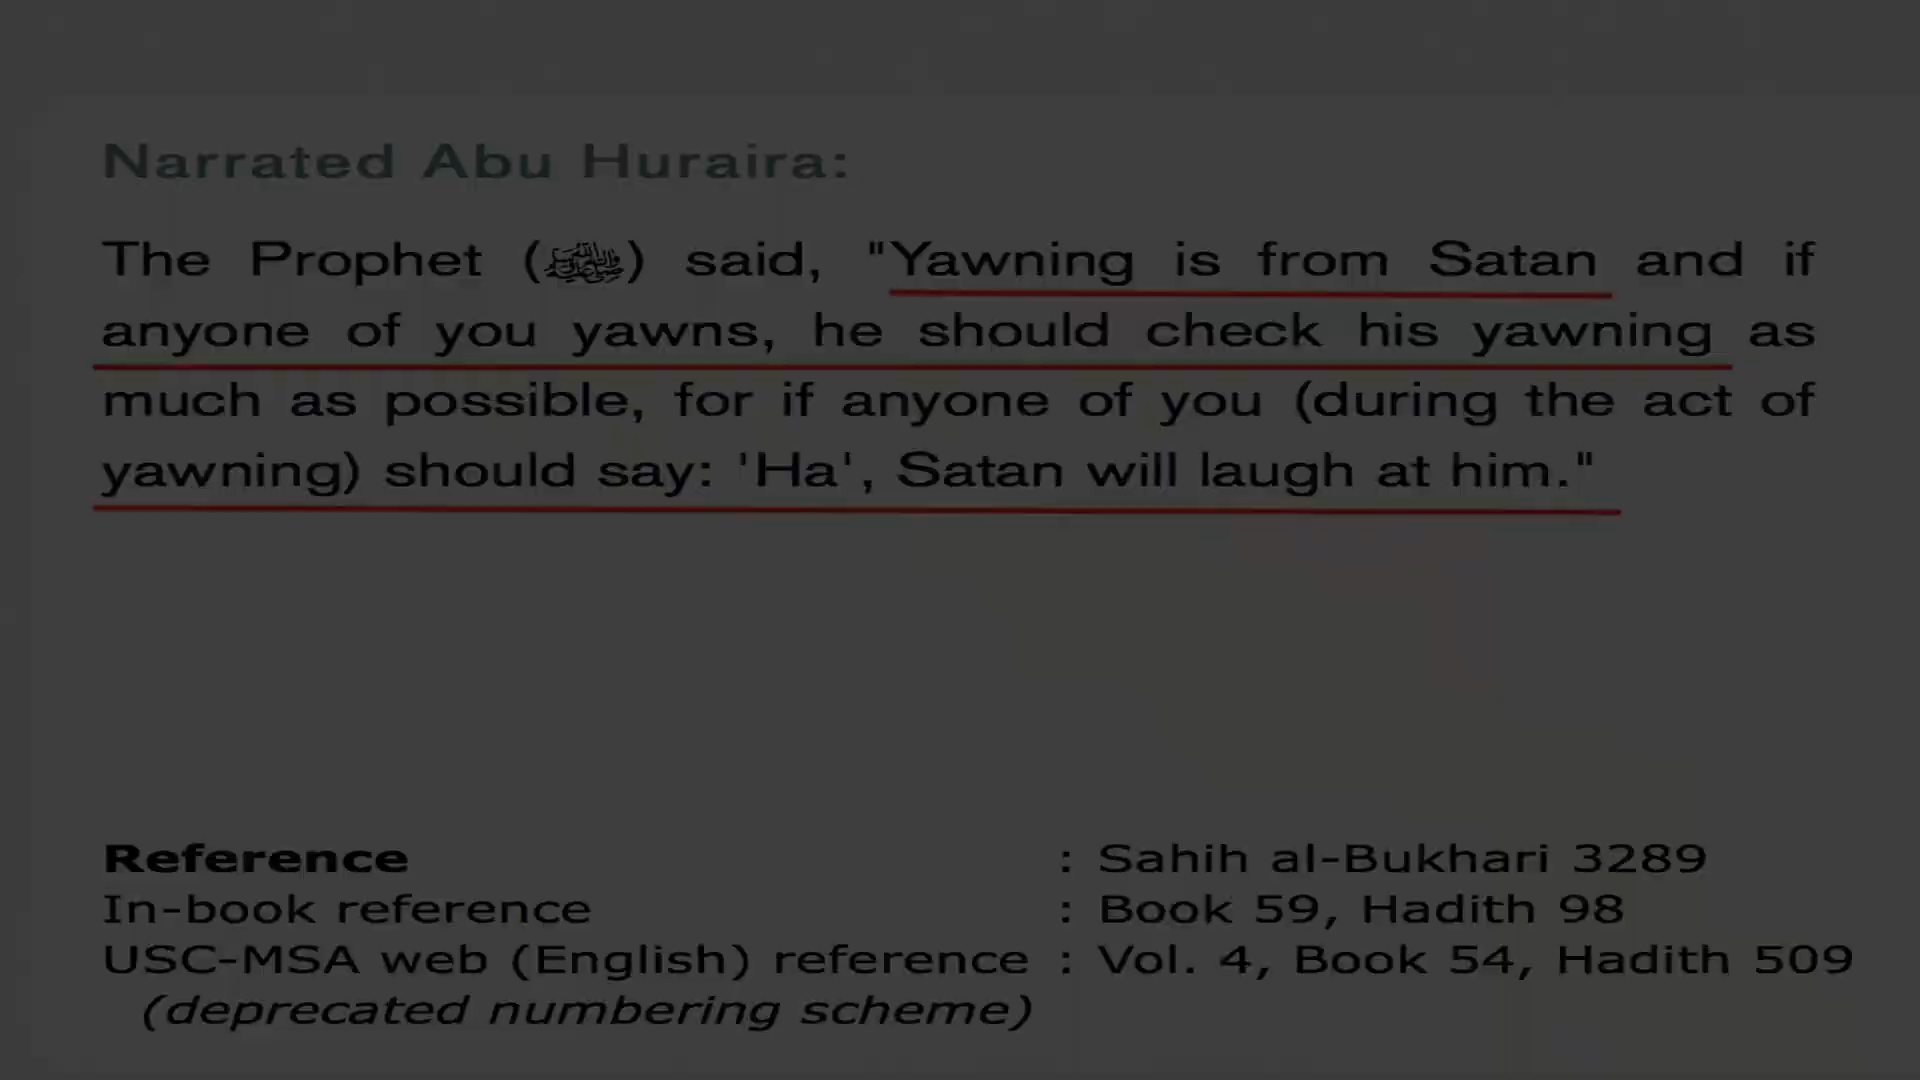 Narrated Abu Huraira:
The Prophet (ﷺ) said, "Yawning is from Satan and if
anyone of you yawns, he should check his yawning as
much as possible, for if anyone of you (during the act of
yawning) should say: 'Ha', Satan will laugh at him."
Reference : Sahih al-Bukhari 3289
In-book reference : Book 59, Hadith 98
USC-MSA web (English) reference : Vol. 4, Book 54, Hadith 509
(deprecated numbering scheme)